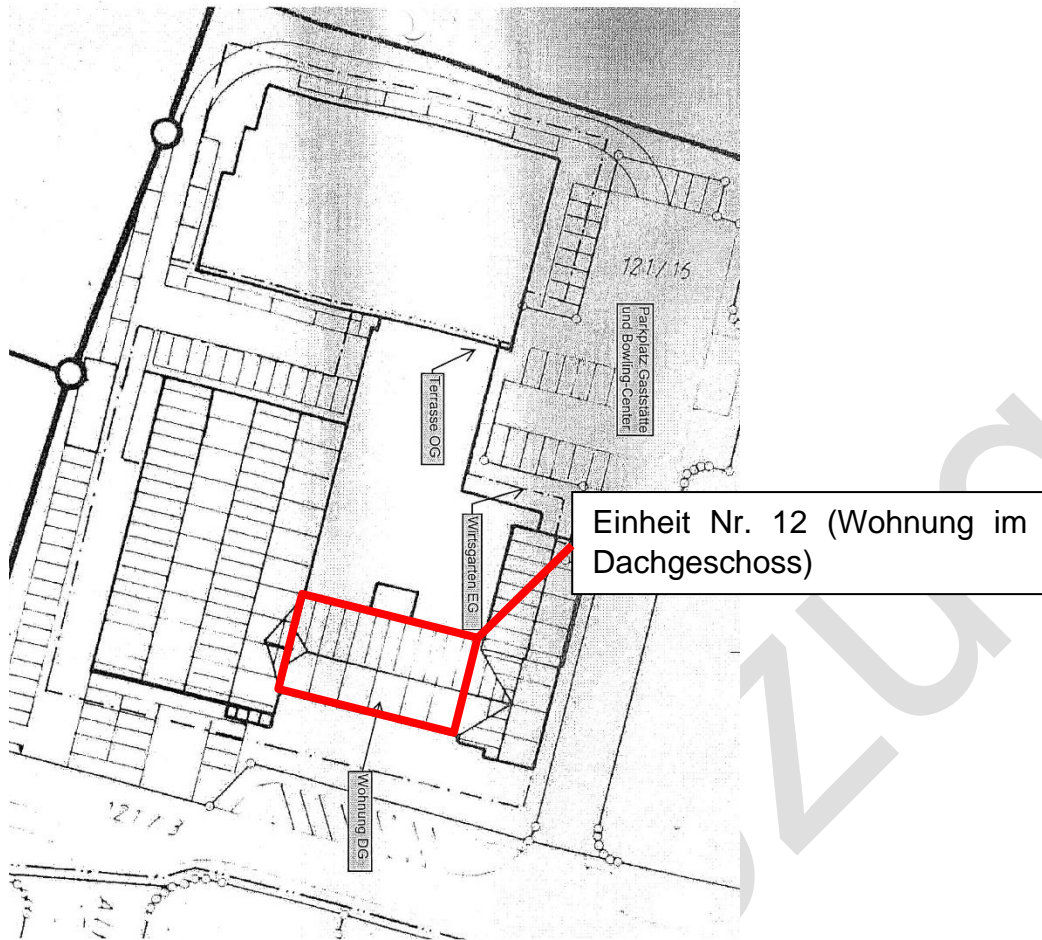 121/16
Parkplatz Gaststätte
und Bowling-Center
Terrasse OG
Wirtsgarten EG
Einheit Nr. 12 (Wohnung im
Dachgeschoss)
Wohnung DG
121/3